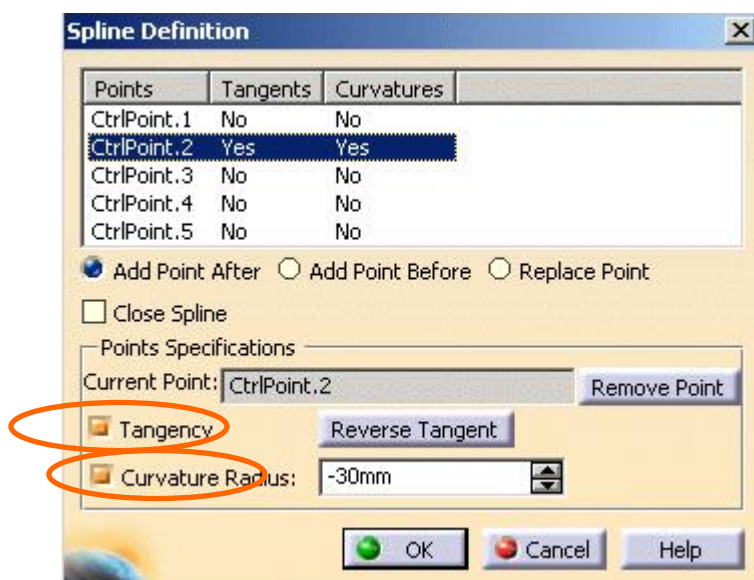 Spline Definition
Points Tangents Curvatures
CtrlPoint.1 No No
CtrlPoint.2 Yes Yes
CtrlPoint.3 No No
CtrlPoint.4 No No
CtrlPoint.5 No No
Add Point After Add Point Before Replace Point
Close Spline
Points Specifications
Current Point: CtrlPoint.2 Remove Point
Tangency Reverse Tangent
Curvature Radius: -30mm
OK Cancel Help